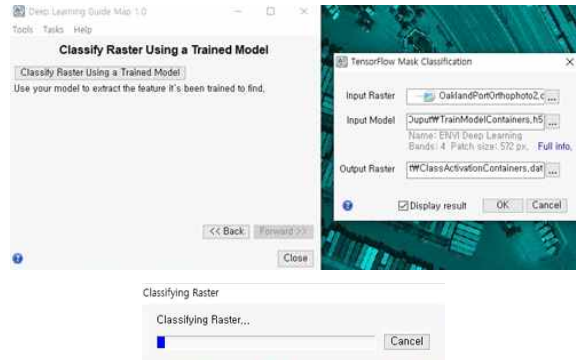 Deep Learning Guide Map 1.0
Tools Tasks Help
Classify Raster Using a Trained Model
Classify Raster Using a Trained Model
Use your model to extract the feature it's been trained to find.
<< Back
Forward >>
Close
TensorFlow Mask Classification
Input Raster OaklandPortOrthophoto2.c ...
Input Model Ouput₩TrainModelContainers.h5 ...
Name: ENVI Deep Learning
Bands: 4 Patch size: 572 px. Full info.
Output Raster t₩ClassActivationContainers.dat ...
Display result OK Cancel
Classifying Raster
Classifying Raster...
Cancel